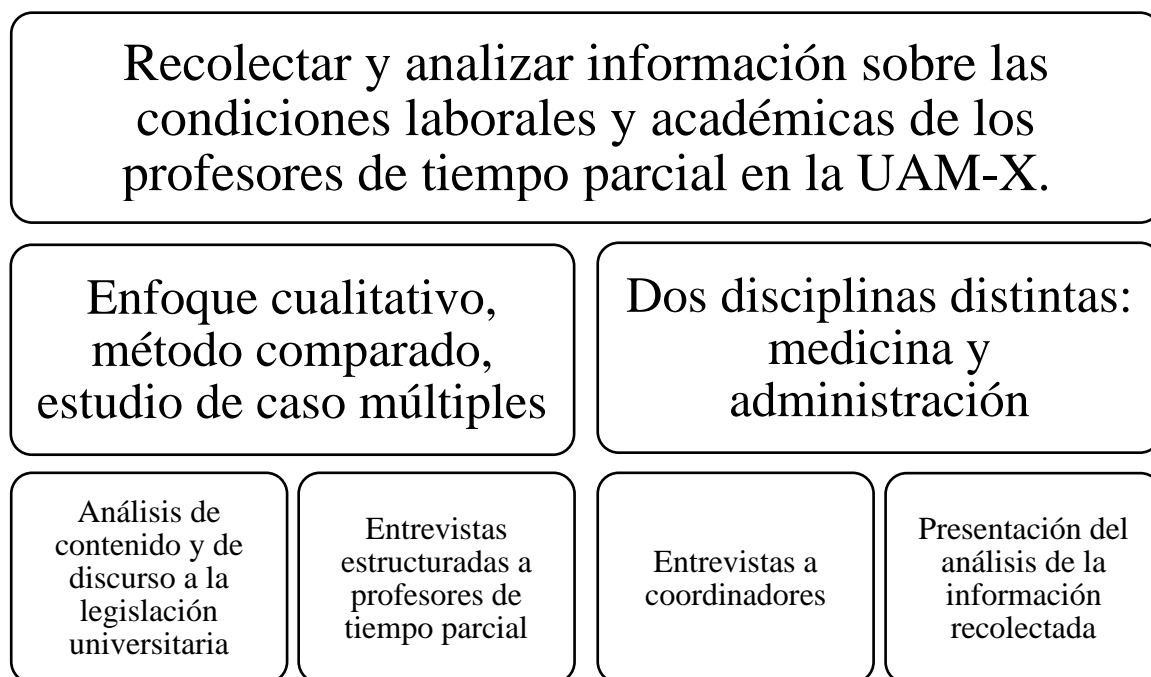 Recolectar y analizar información sobre las
condiciones laborales y académicas de los
profesores de tiempo parcial en la UAM-X.
Enfoque cualitativo,
método comparado,
estudio de caso múltiples
Dos disciplinas distintas:
medicina y
administración
Análisis de
contenido y de
discurso a la
legislación
universitaria
Entrevistas
estructuradas a
profesores de
tiempo parcial
Entrevistas a
coordinadores
Presentación del
análisis de la
información
recolectada